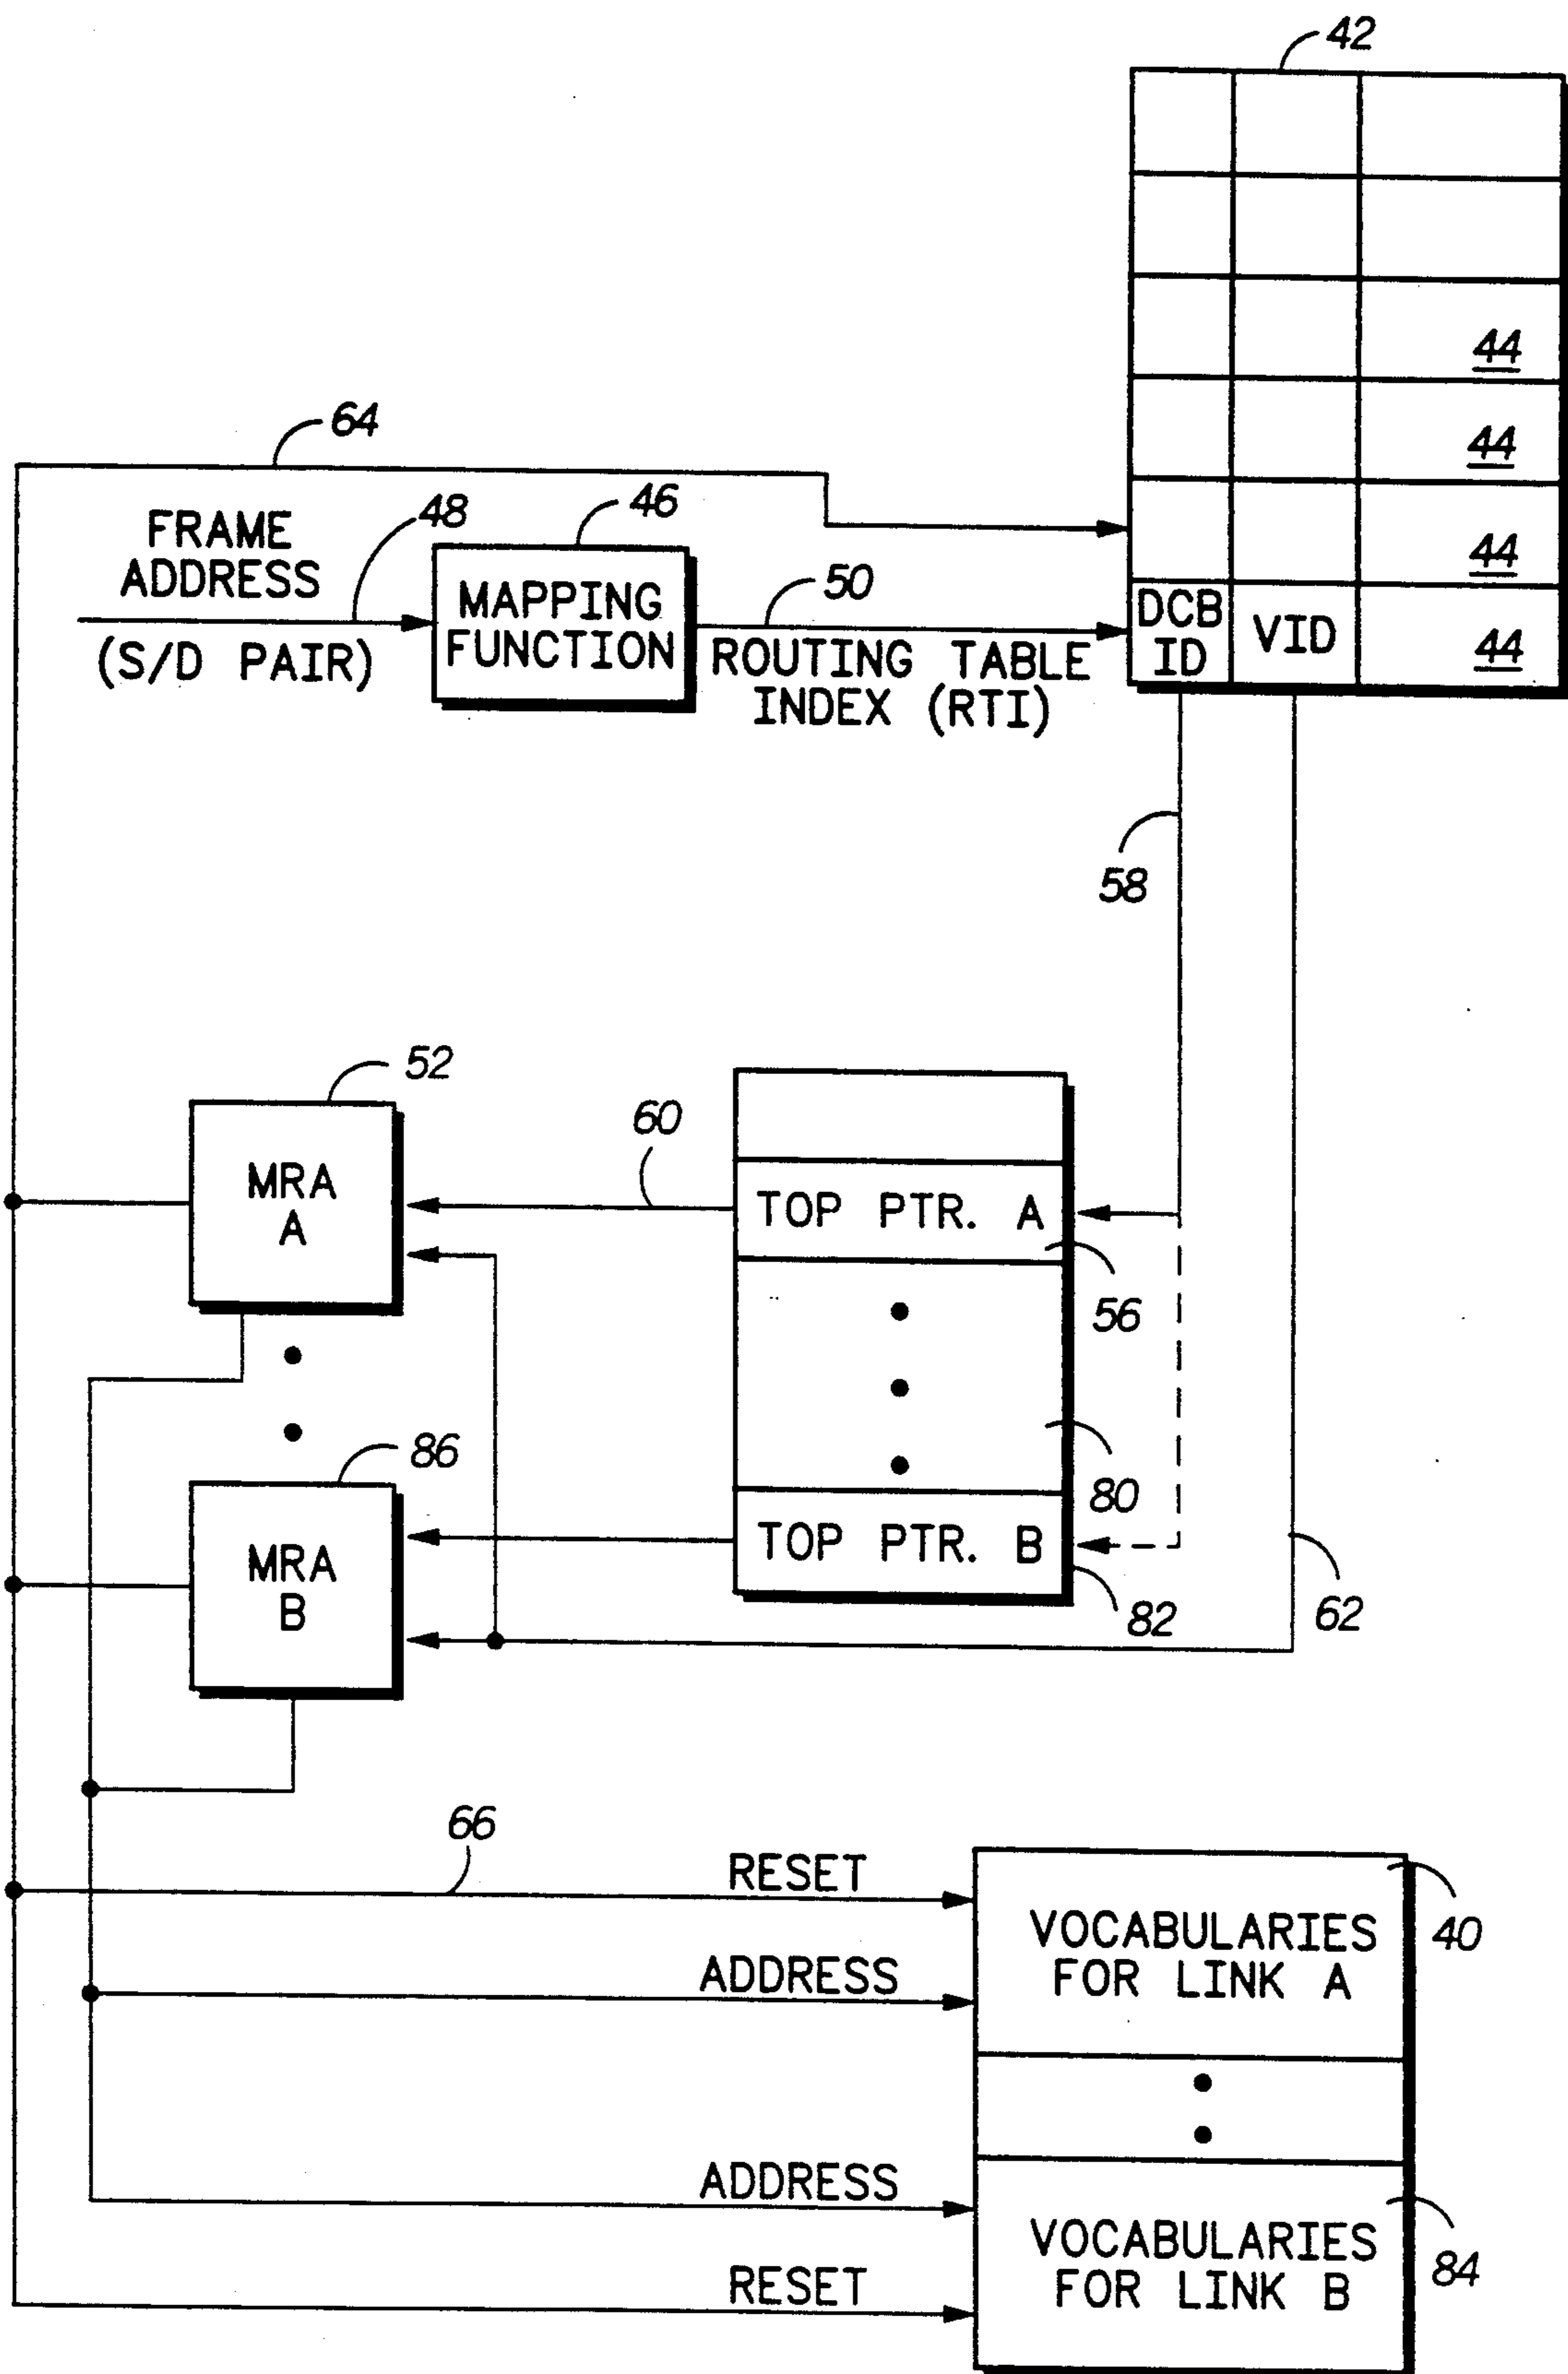 42
44
64
44
FRAME
ADDRESS
48
46
44
(S/D PAIR)
MAPPING
FUNCTION
50
ROUTING TABLE
INDEX (RTI)
DCB
ID
VID
44
58
52
MRA
A
60
TOP PTR. A
56
86
MRA
B
80
TOP PTR. B
82
62
66
RESET
ADDRESS
VOCABULARIES
FOR LINK A
40
ADDRESS
RESET
VOCABULARIES
FOR LINK B
84